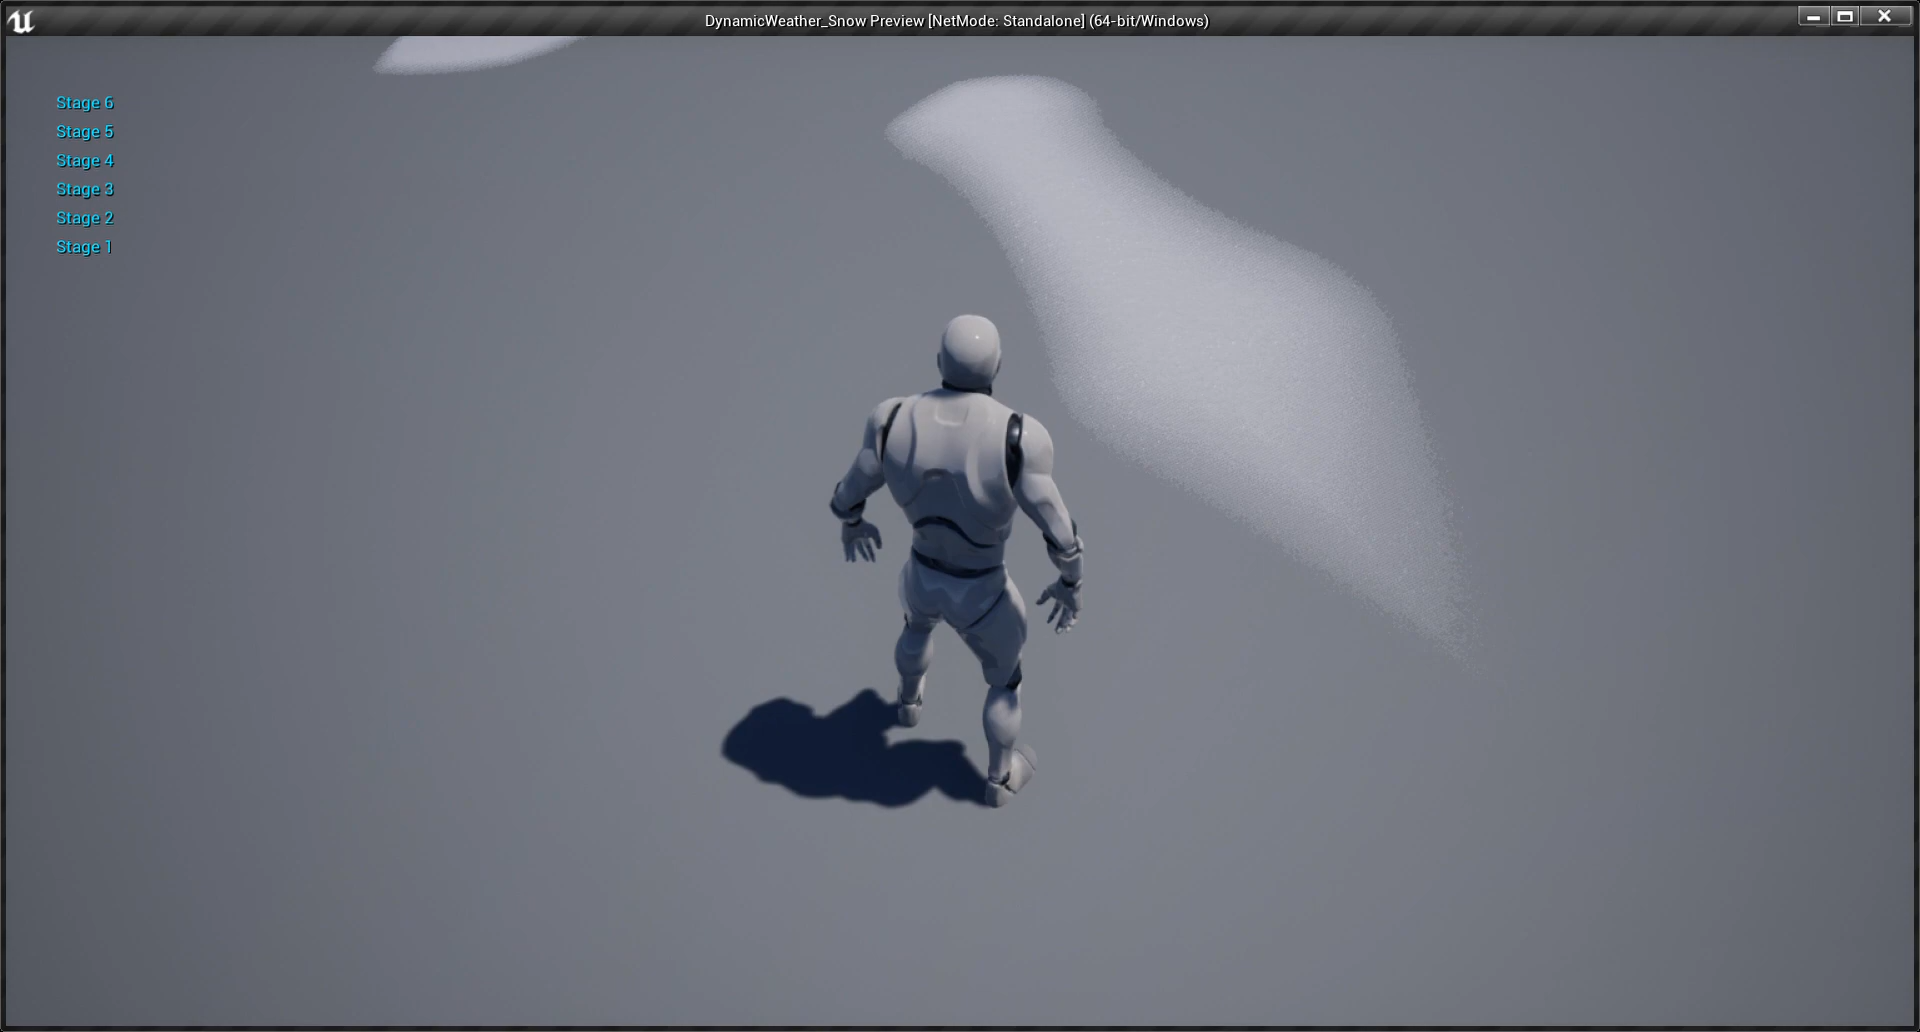 DynamicWeather_Snow Preview [NetMode: Standalone] (64-bit/Windows)
Stage 6
Stage 5
Stage 4
Stage 3
Stage 2
Stage 1